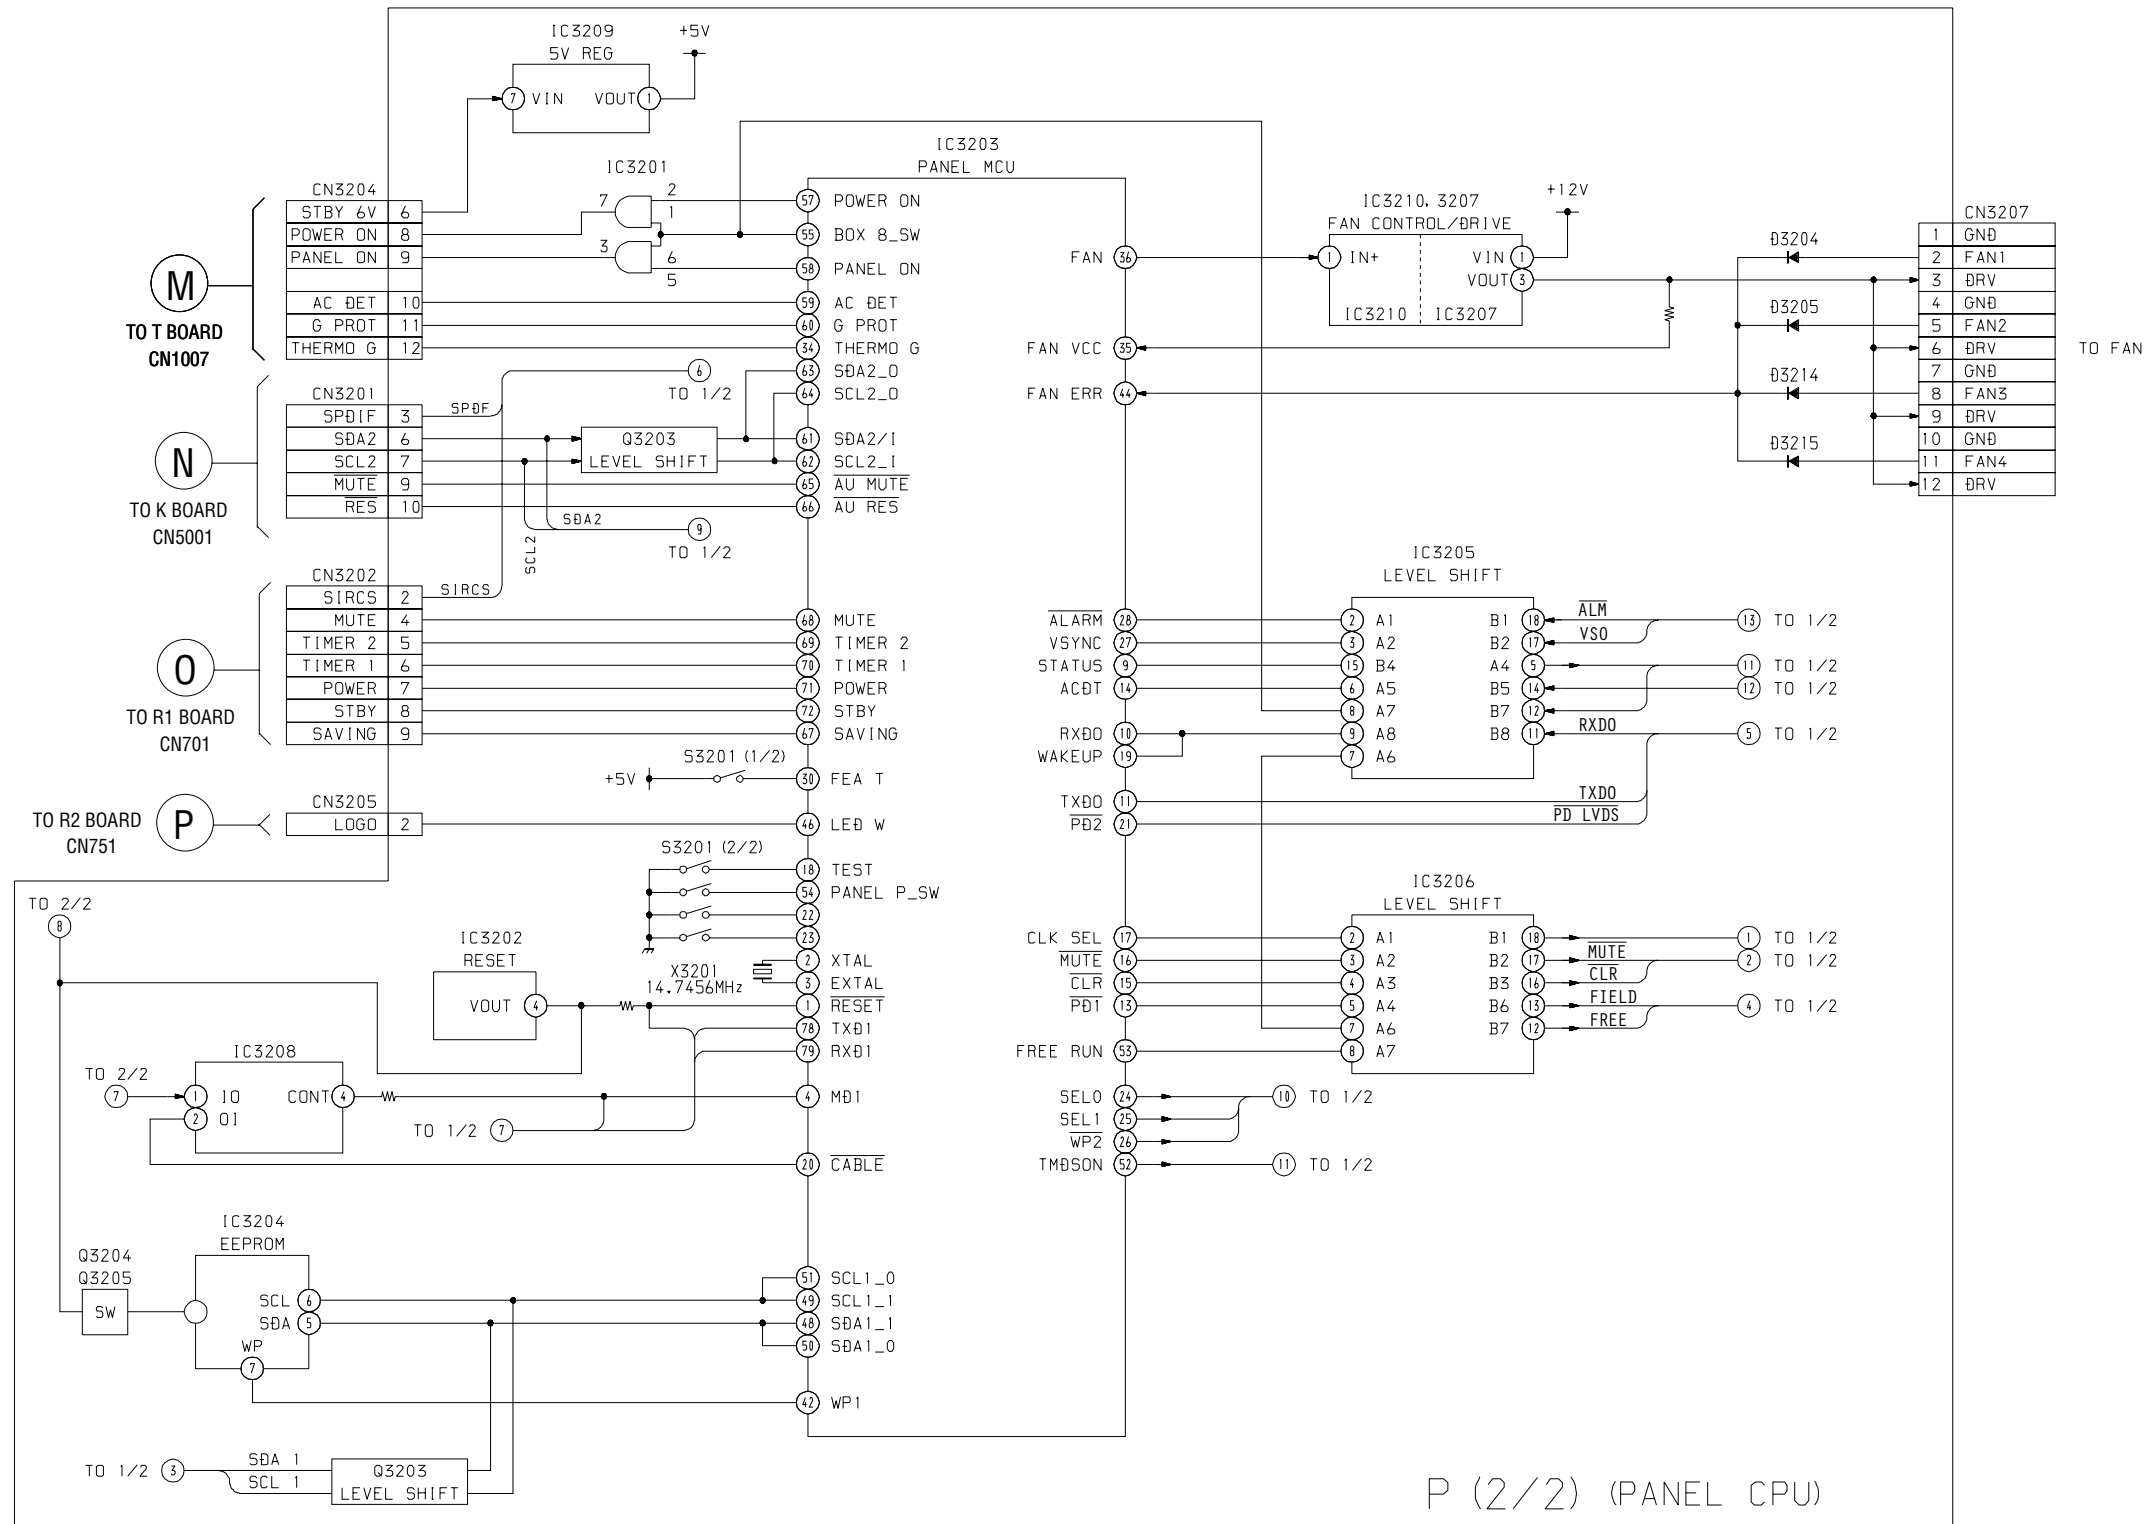 IC3209
5V REG
+5V
7 VIN VOUT 1
IC3203
PANEL MCU
IC3201
7 2
1
3 6
5
CN3204
STBY 6V 6
POWER ON 8
PANEL ON 9
AC DET 10
G PROT 11
THERMO G 12
M
TO T BOARD
CN1007
57 POWER ON
55 BOX 8_SW
58 PANEL ON
59 AC DET
60 G PROT
34 THERMO G
63 SDA2_O
64 SCL2_O
61 SDA2/I
62 SCL2_I
65 AU MUTE
66 AU RES
6
TO 1/2
CN3201
SPDIF 3
SDA2 6
SCL2 7
MUTE 9
RES 10
SPDF
Q3203
LEVEL SHIFT
N
TO K BOARD
CN5001
SDA2
SCL2
9
TO 1/2
CN3202
SIRCS 2
MUTE 4
TIMER 2 5
TIMER 1 6
POWER 7
STBY 8
SAVING 9
SIRCS
O
TO R1 BOARD
CN701
68 MUTE
69 TIMER 2
70 TIMER 1
71 POWER
72 STBY
67 SAVING
S3201 (1/2)
+5V
30 FEA T
TO R2 BOARD
CN751
P
CN3205
LOGO 2
46 LED W
S3201 (2/2)
18 TEST
54 PANEL P_SW
22
23
2 XTAL
3 EXTAL
1 RESET
78 TXD1
79 RXD1
4 MD1
20 CABLE
X3201
14.7456MHz
TO 2/2
8
IC3202
RESET
VOUT 4
IC3208
TO 2/2
7
1 IO CONT 4
2 OI
TO 1/2 7
IC3204
EEPROM
Q3204
Q3205
SW
SCL 6
SDA 5
WP
7
51 SCL1_O
49 SCL1_1
48 SDA1_1
50 SDA1_O
42 WP1
TO 1/2 3
SDA 1
SCL 1
Q3203
LEVEL SHIFT
FAN 36
FAN VCC 35
FAN ERR 44
IC3210, 3207
FAN CONTROL/DRIVE
+12V
1 IN+ VIN 1
VOUT 3
IC3210 IC3207
D3204
D3205
D3214
D3215
CN3207
1 GND
2 FAN1
3 DRV
4 GND
5 FAN2
6 DRV
7 GND
8 FAN3
9 DRV
10 GND
11 FAN4
12 DRV
TO FAN
IC3205
LEVEL SHIFT
ALARM 28
VSYNC 27
STATUS 9
ACDT 14
RXDO 10
WAKEUP 19
TXDO 11
PD2 21
2 A1 B1 18
3 A2 B2 17
15 B4 A4 5
6 A5 B5 14
8 A7 B7 12
9 A8 B8 11
7 A6
ALM
VSO
RXDO
TXDO
PD LVDS
13 TO 1/2
11 TO 1/2
12 TO 1/2
5 TO 1/2
IC3206
LEVEL SHIFT
CLK SEL 17
MUTE 16
CLR 15
PD1 13
FREE RUN 53
2 A1 B1 18
3 A2 B2 17
4 A3 B3 16
5 A4 B6 13
7 A6 B7 12
8 A7
MUTE
CLR
FIELD
FREE
1 TO 1/2
2 TO 1/2
4 TO 1/2
SEL0 24
SEL1 25
WP2 26
TMDSON 52
10 TO 1/2
11 TO 1/2
P (2/2) (PANEL CPU)